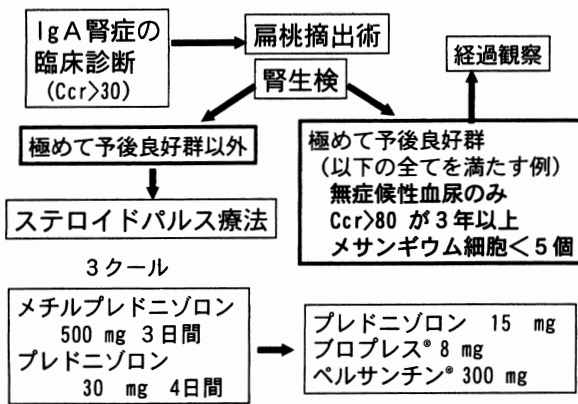 IgA腎症の
臨床診断
(Ccr>30)
扁桃摘出術
腎生検
経過観察
極めて予後良好群以外
極めて予後良好群
(以下の全てを満たす例)
無症候性血尿のみ
Ccr>80 が3年以上
メサンギウム細胞<5個
ステロイドパルス療法
3クール
メチルプレドニゾロン
500 mg 3日間
プレドニゾロン
30 mg 4日間
プレドニゾロン 15 mg
ブロプレス® 8 mg
ペルサンチン® 300 mg